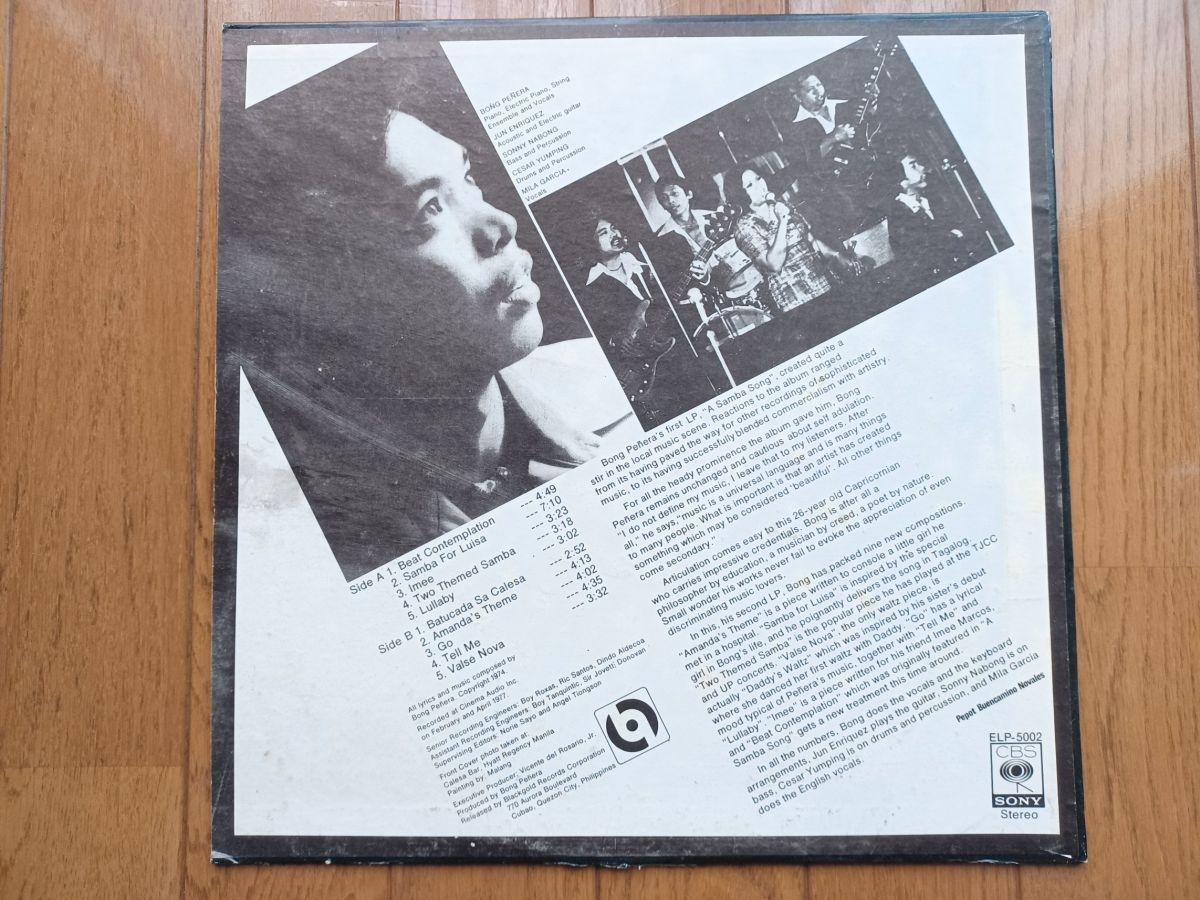 BONG PEÑERA
Piano, Electric Piano, String
Ensemble and Vocals
JUN ENRIQUEZ
Acoustic and Electric guitar
SONNY NABONG
Bass and Percussion
CESAR YUMPING
Drums and Percussion
MILA GARCIA
Vocals
Bong Peñera's first LP, "A Samba Song", created quite a
stir in the local music scene. Reactions to the album ranged
from its having paved the way for other recordings of sophisticated
music, to its having successfully blended commercialism with artistry.
For all the heady prominence the album gave him, Bong
Peñera remains unchanged and cautious about self adulation.
"I do not define my music, I leave that to my listeners. After
all," he says, "music is a universal language and is many things
to many people. What is important is that an artist has created
something which may be considered 'beautiful'. All other things
come secondary."
Articulation comes easy to this 26-year old Capricornian
who carries impressive credentials. Bong is after all a
philosopher by education, a musician by creed, a poet by nature.
Small wonder his works never fail to evoke the appreciation of even
discriminating music lovers.
In this, his second LP, Bong has packed nine new compositions.
"Amanda's Theme" is a piece written to console a little girl he
met in a hospital. "Samba for Luisa" is inspired by the special
girl in Bong's life, and he poignantly delivers the song in Tagalog.
"Two Themed Samba" is the popular piece he has played at the TJCC
and UP concerts. "Valse Nova", the only waltz piece, is
actually "Daddy's Waltz" which was inspired by his sister's debut
where she danced her first waltz with Daddy. "Go" has a lyrical
mood typical of Peñera's music, together with "Tell Me" and
"Lullaby". "Imee" is a piece written for his friend Imee Marcos,
and "Beat Contemplation" which was originally featured in "A
Samba Song" gets a new treatment this time around.
In all the numbers, Bong does the vocals and the keyboard
arrangements, Jun Enriquez plays the guitar, Sonny Nabong is on
bass, Cesar Yumping is on drums and percussion, and Mila Garcia
does the English vocals.
Pepot Buencamino Novales
Side A 1. Beat Contemplation --- 4:49
2. Samba For Luisa --- 7:10
3. Imee --- 3:23
4. Two Themed Samba --- 3:18
5. Lullaby --- 3:02
Side B 1. Batucada Sa Calesa --- 2:52
2. Amanda's Theme --- 4:13
3. Go --- 4:02
4. Tell Me --- 4:35
5. Valse Nova --- 3:32
All lyrics and music composed by
Bong Peñera. Copyright 1974.
Recorded at Cinema Audio Inc.
on February and April 1977.
Senior Recording Engineers: Boy Roxas, Ric Santos, Dindo Aldecoa
Assistant Recording Engineers: Boy Tanquintic, Sir Jovett Donovan
Supervising Editors: Norie Sayo and Angel Tiongson
Front Cover photo taken at:
Calesa Bar, Hyatt Regency Manila
Painting by: Malang
Executive Producer, Vicente del Rosario, Jr.
Produced by Bong Peñera
Released by Blackgold Records Corporation
770 Aurora Boulevard
Cubao, Quezon City, Philippines
ELP-5002
CBS
SONY
Stereo